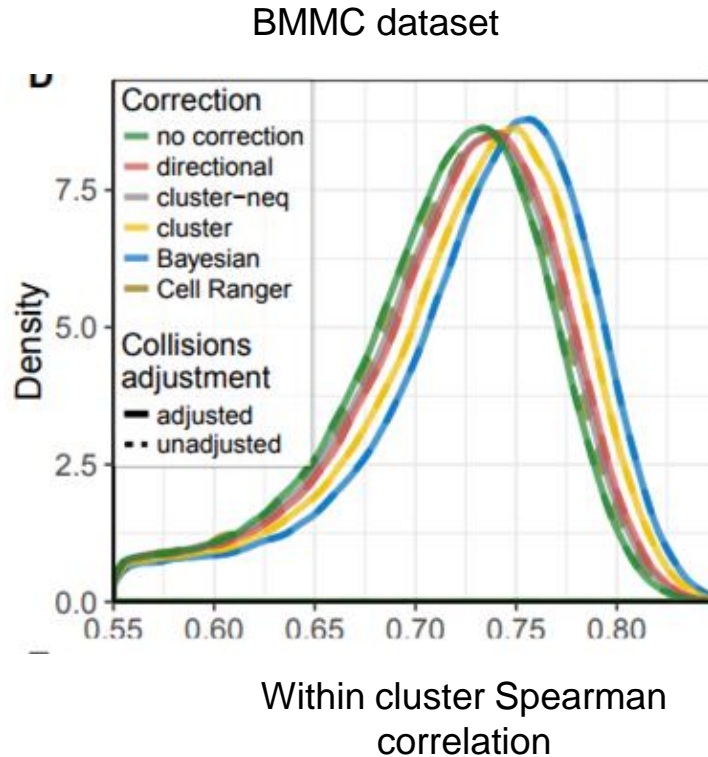 BMMC dataset
D
Correction
no correction
directional
cluster-neq
cluster
Bayesian
Cell Ranger
Collisions
adjustment
adjusted
unadjusted
Density
7.5
5.0
2.5
0.0
0.55 0.60 0.65 0.70 0.75 0.80
Within cluster Spearman
correlation